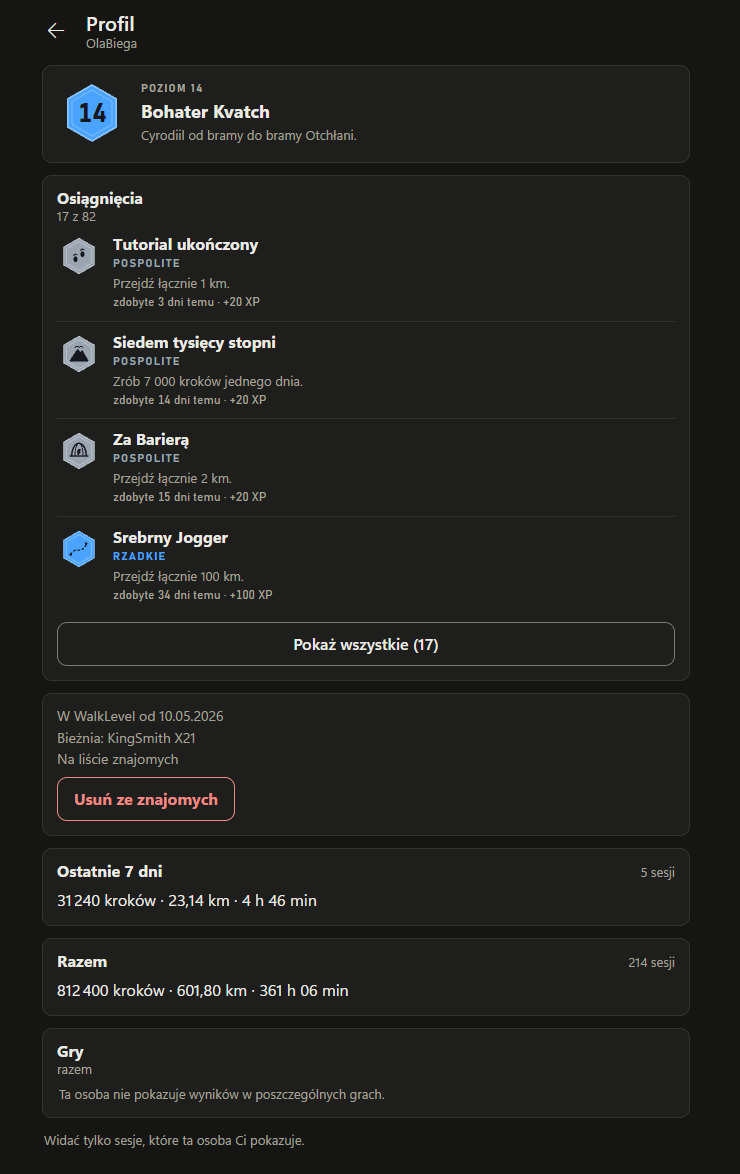 Profil
OlaBiega
14
POZIOM 14
Bohater Kvatch
Cyrodiil od bramy do bramy Otchłani.
Osiągnięcia
17 z 82
Tutorial ukończony
POSPOLITE
Przejdź łącznie 1 km.
zdobyte 3 dni temu · +20 XP
Siedem tysięcy stopni
POSPOLITE
Zrób 7 000 kroków jednego dnia.
zdobyte 14 dni temu · +20 XP
Za Barierą
POSPOLITE
Przejdź łącznie 2 km.
zdobyte 15 dni temu · +20 XP
Srebrny Jogger
RZADKIE
Przejdź łącznie 100 km.
zdobyte 34 dni temu · +100 XP
Pokaż wszystkie (17)
W WalkLevel od 10.05.2026
Bieżnia: KingSmith X21
Na liście znajomych
Usuń ze znajomych
Ostatnie 7 dni
5 sesji
31 240 kroków · 23,14 km · 4 h 46 min
Razem
214 sesji
812 400 kroków · 601,80 km · 361 h 06 min
Gry
razem
Ta osoba nie pokazuje wyników w poszczególnych grach.
Widać tylko sesje, które ta osoba Ci pokazuje.